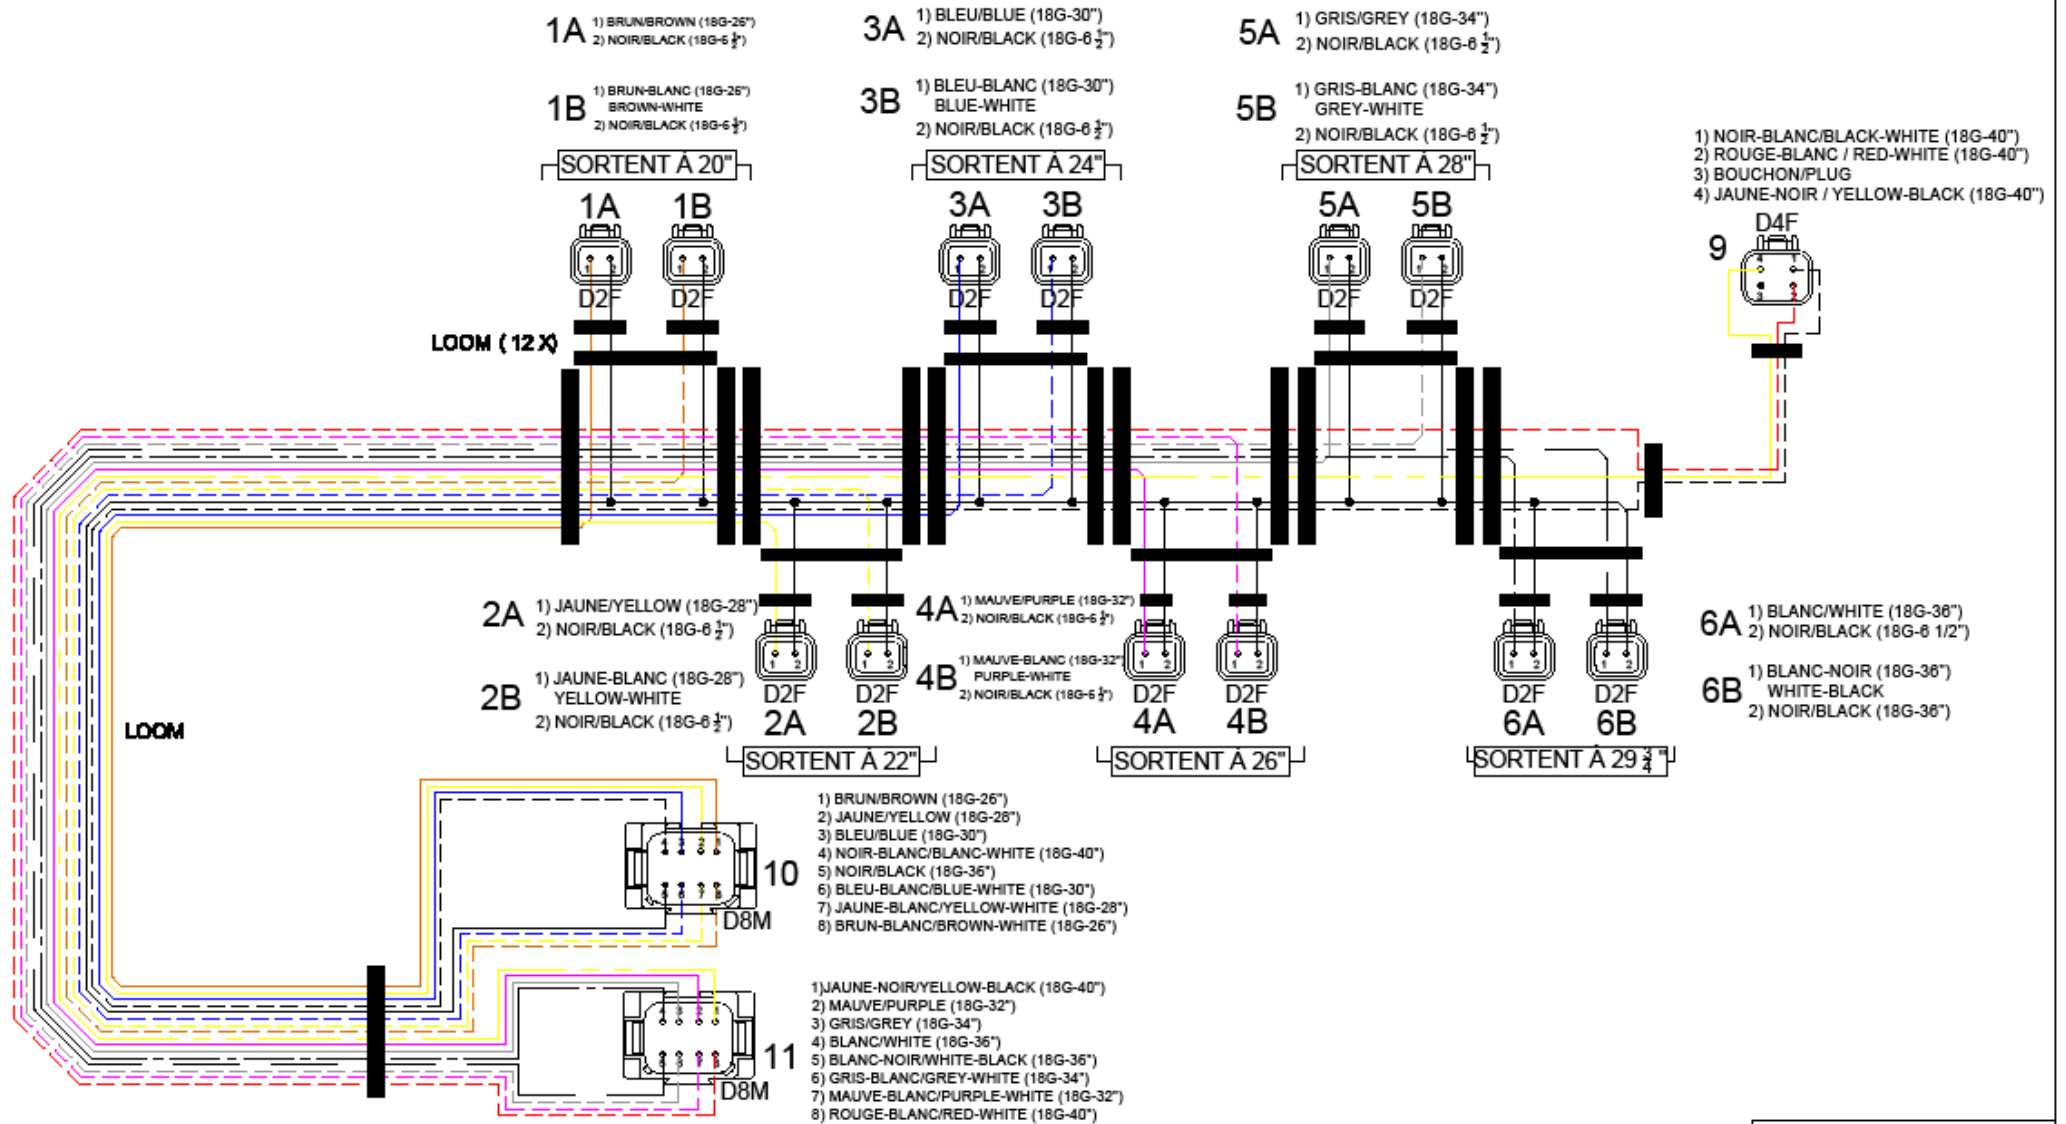 1A 1) BRUN/BROWN (18G-26")
2) NOIR/BLACK (18G-6 1/2")
1B 1) BRUN-BLANC (18G-26")
BROWN-WHITE
2) NOIR/BLACK (18G-6 1/2")
SORTENT À 20"
1A 1B
D2F D2F
3A 1) BLEU/BLUE (18G-30")
2) NOIR/BLACK (18G-6 1/2")
3B 1) BLEU-BLANC (18G-30")
BLUE-WHITE
2) NOIR/BLACK (18G-6 1/2")
SORTENT À 24"
3A 3B
D2F D2F
5A 1) GRIS/GREY (18G-34")
2) NOIR/BLACK (18G-6 1/2")
5B 1) GRIS-BLANC (18G-34")
GREY-WHITE
2) NOIR/BLACK (18G-6 1/2")
SORTENT À 28"
5A 5B
D2F D2F
1) NOIR-BLANC/BLACK-WHITE (18G-40")
2) ROUGE-BLANC / RED-WHITE (18G-40")
3) BOUCHON/PLUG
4) JAUNE-NOIR / YELLOW-BLACK (18G-40")
D4F
9
LOOM ( 12 X)
2A 1) JAUNE/YELLOW (18G-28")
2) NOIR/BLACK (18G-6 1/2")
2B 1) JAUNE-BLANC (18G-28")
YELLOW-WHITE
2) NOIR/BLACK (18G-6 1/2")
D2F D2F
2A 2B
SORTENT À 22"
4A 1) MAUVE/PURPLE (18G-32")
2) NOIR/BLACK (18G-6 1/2")
4B 1) MAUVE-BLANC (18G-32"
PURPLE-WHITE
2) NOIR/BLACK (18G-6 1/2")
D2F D2F
4A 4B
SORTENT À 26"
D2F D2F
6A 6B
SORTENT À 29 3/4"
6A 1) BLANC/WHITE (18G-36")
2) NOIR/BLACK (18G-6 1/2")
6B 1) BLANC-NOIR (18G-36")
WHITE-BLACK
2) NOIR/BLACK (18G-36")
LOOM
10
D8M
1) BRUN/BROWN (18G-26")
2) JAUNE/YELLOW (18G-28")
3) BLEU/BLUE (18G-30")
4) NOIR-BLANC/BLANC-WHITE (18G-40")
5) NOIR/BLACK (18G-36")
6) BLEU-BLANC/BLUE-WHITE (18G-30")
7) JAUNE-BLANC/YELLOW-WHITE (18G-28")
8) BRUN-BLANC/BROWN-WHITE (18G-26")
11
D8M
1)JAUNE-NOIR/YELLOW-BLACK (18G-40")
2) MAUVE/PURPLE (18G-32")
3) GRIS/GREY (18G-34")
4) BLANC/WHITE (18G-36")
5) BLANC-NOIR/WHITE-BLACK (18G-36")
6) GRIS-BLANC/GREY-WHITE (18G-34")
7) MAUVE-BLANC/PURPLE-WHITE (18G-32")
8) ROUGE-BLANC/RED-WHITE (18G-40")